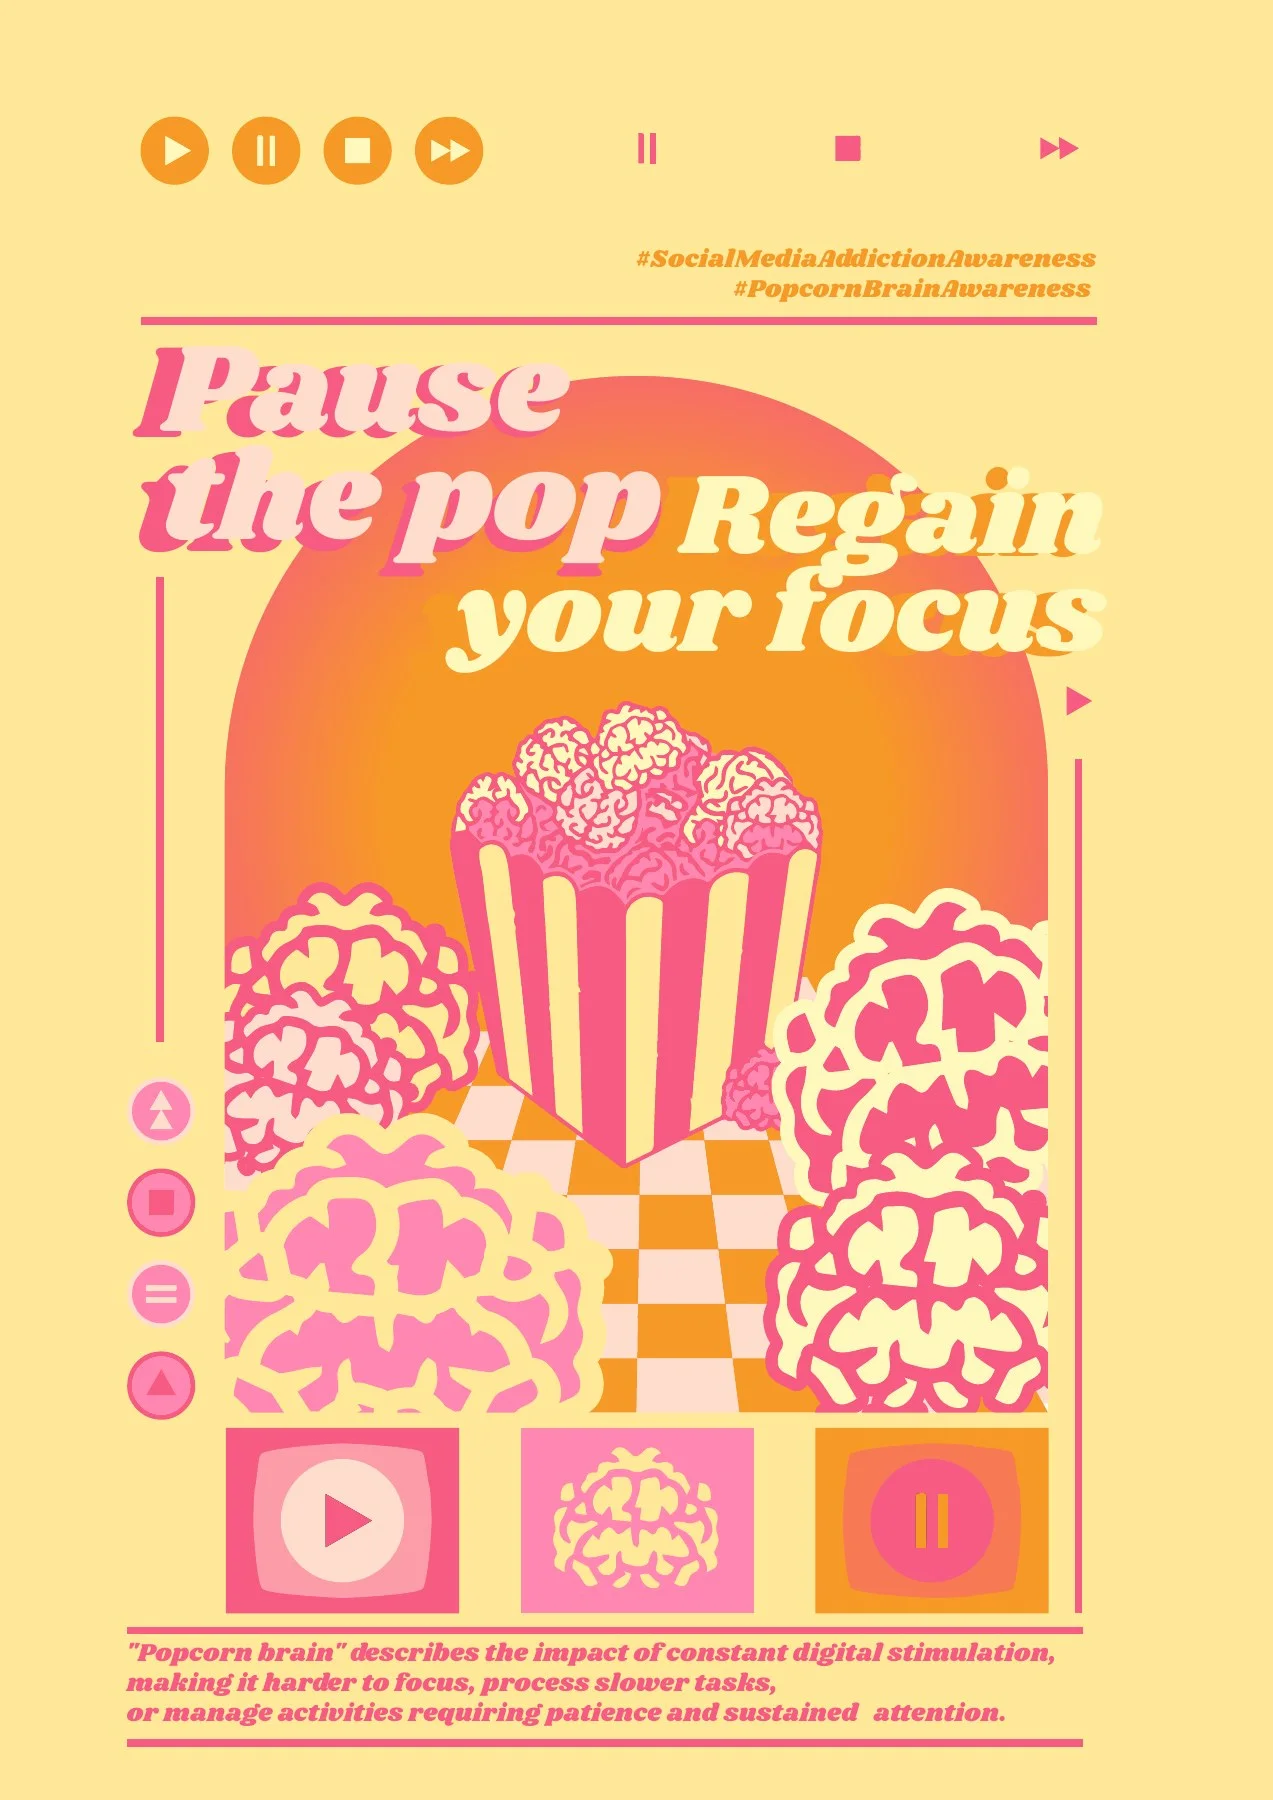 #SocialMediaAddictionAwareness
#PopcornBrainAwareness
Pause
the pop
Regain
your focus
"Popcorn brain" describes the impact of constant digital stimulation,
making it harder to focus, process slower tasks,
or manage activities requiring patience and sustained attention.